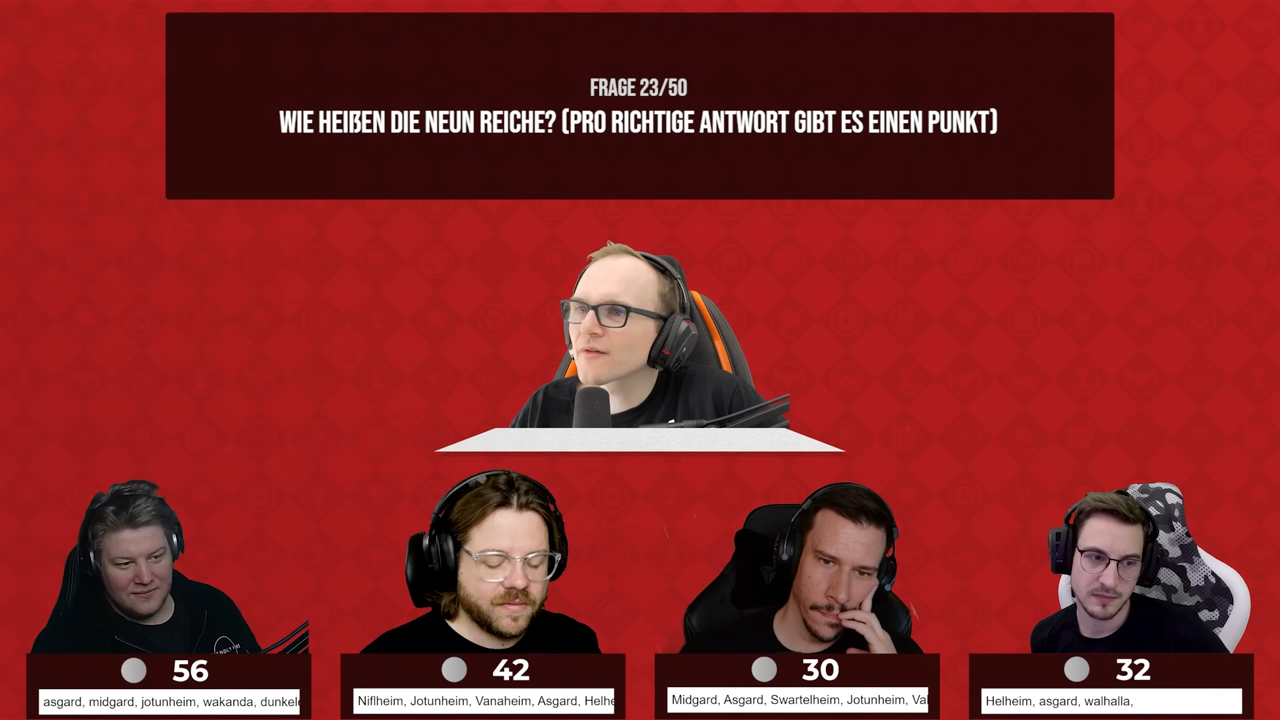 FRAGE 23/50
WIE HEIßEN DIE NEUN REICHE? (PRO RICHTIGE ANTWORT GIBT ES EINEN PUNKT)
56
42
30
32
asgard, midgard, jotunheim, wakanda, dunkel
Niflheim, Jotunheim, Vanaheim, Asgard, Helhe
Midgard, Asgard, Swartelheim, Jotunheim, Va
Helheim, asgard, walhalla,